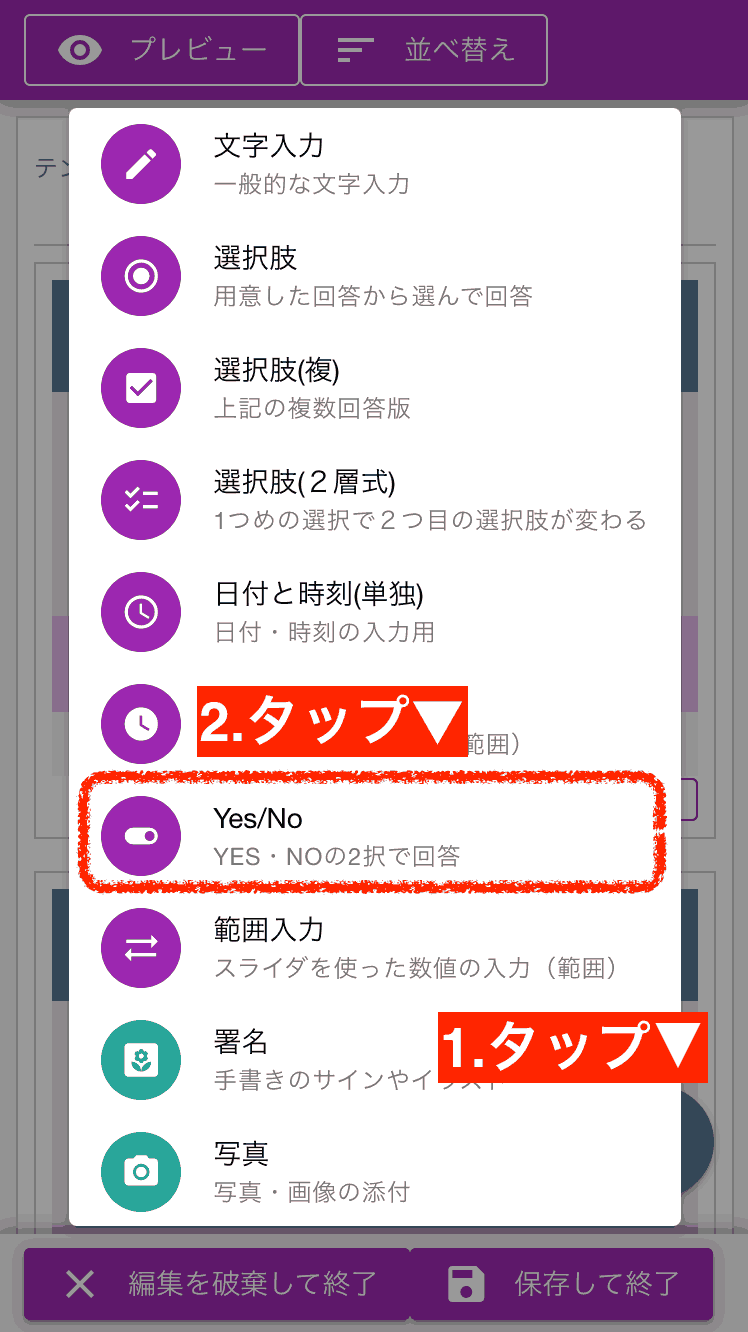 プレビュー
並べ替え
テン
文字入力
一般的な文字入力
選択肢
用意した回答から選んで回答
選択肢(複)
上記の複数回答版
選択肢(２層式)
1つめの選択で２つ目の選択肢が変わる
日付と時刻(単独)
日付・時刻の入力用
2.タップ▼
範囲）
Yes/No
YES・NOの2択で回答
範囲入力
スライダを使った数値の入力（範囲）
署名
1.タップ▼
手書きのサインやイラスト
写真
写真・画像の添付
編集を破棄して終了
保存して終了